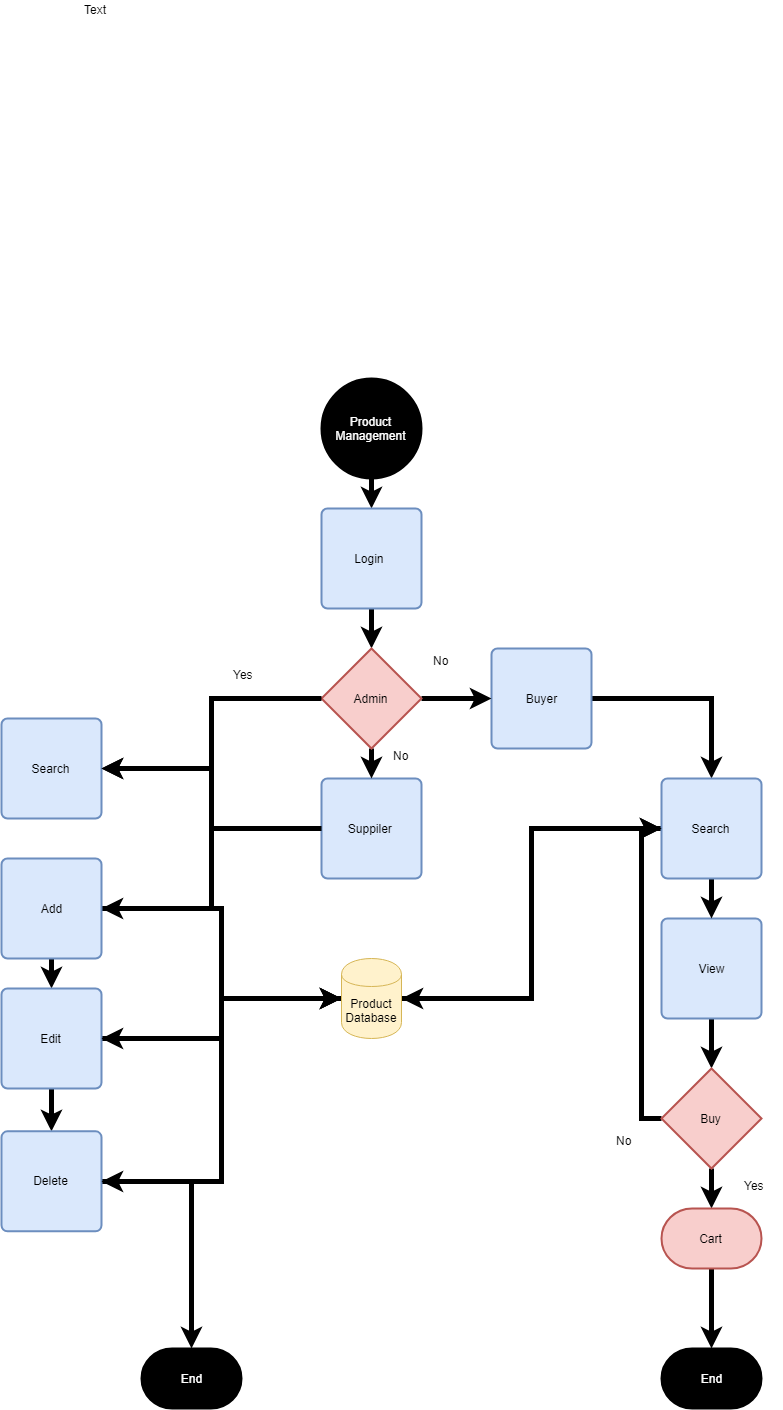 Text
Product
Management
Login
Yes
No
Admin
Buyer
No
Search
Suppiler
Search
Add
View
Product
Database
Edit
Buy
No
Delete
Yes
Cart
End
End